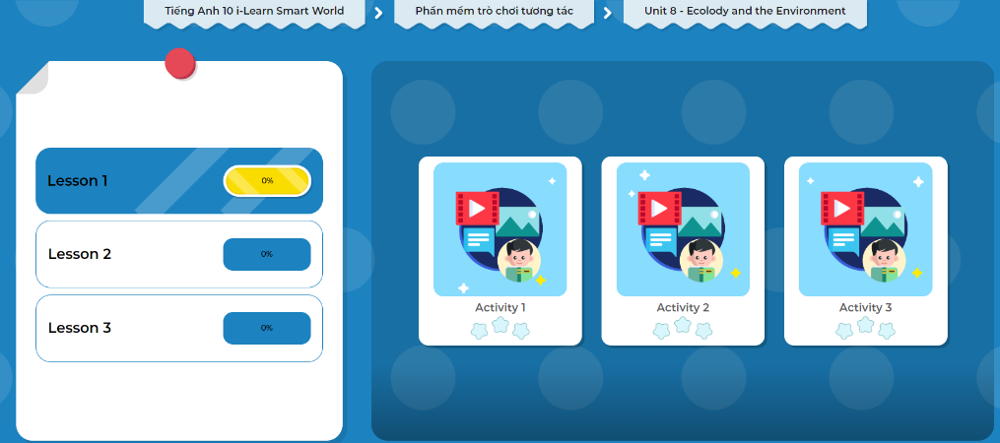 Tiếng Anh 10 i-Learn Smart World
Phần mềm trò chơi tương tác
Unit 8 - Ecolody and the Environment
Lesson 1
0%
Lesson 2
0%
Lesson 3
0%
Activity 1
Activity 2
Activity 3